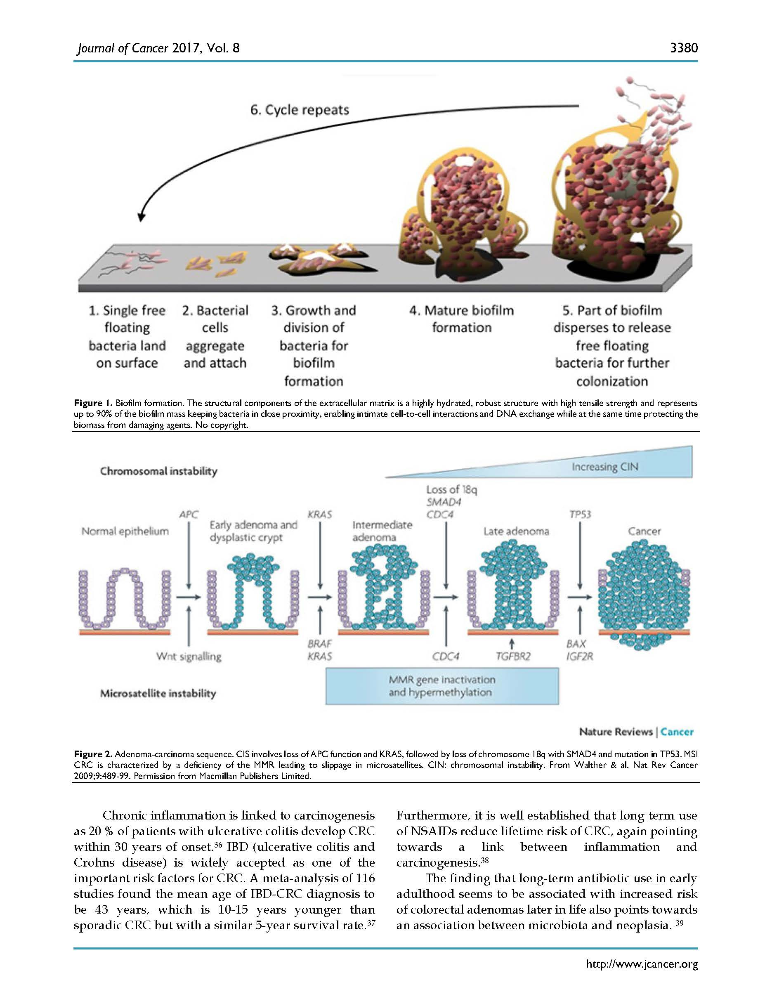 Journal of Cancer 2017, Vol. 8
3380
6. Cycle repeats
1. Single free
floating
bacteria land
on surface
2. Bacterial
cells
aggregate
and attach
3. Growth and
division of
bacteria for
biofilm
formation
4. Mature biofilm
formation
5. Part of biofilm
disperses to release
free floating
bacteria for further
colonization
Figure 1. Biofilm formation. The structural components of the extracellular matrix is a highly hydrated, robust structure with high tensile strength and represents
up to 90% of the biofilm mass keeping bacteria in close proximity, enabling intimate cell-to-cell interactions and DNA exchange while at the same time protecting the
biomass from damaging agents. No copyright.
Chromosomal instability
Increasing CIN
Loss of 18q
SMAD4
CDC4
APC
KRAS
TP53
Normal epithelium
Early adenoma and
dysplastic crypt
Intermediate
adenoma
Late adenoma
Cancer
Wnt signalling
BRAF
KRAS
CDC4
TGFBR2
BAX
IGF2R
MMR gene inactivation
and hypermethylation
Microsatellite instability
Nature Reviews | Cancer
Figure 2. Adenoma-carcinoma sequence. CIS involves loss of APC function and KRAS, followed by loss of chromosome 18q with SMAD4 and mutation in TP53. MSI
CRC is characterized by a deficiency of the MMR leading to slippage in microsatellites. CIN: chromosomal instability. From Walther & al. Nat Rev Cancer
2009;9:489-99. Permission from Macmillan Publishers Limited.
Chronic inflammation is linked to carcinogenesis
as 20 % of patients with ulcerative colitis develop CRC
within 30 years of onset.36 IBD (ulcerative colitis and
Crohns disease) is widely accepted as one of the
important risk factors for CRC. A meta-analysis of 116
studies found the mean age of IBD-CRC diagnosis to
be 43 years, which is 10-15 years younger than
sporadic CRC but with a similar 5-year survival rate.37
Furthermore, it is well established that long term use
of NSAIDs reduce lifetime risk of CRC, again pointing
towards a link between inflammation and
carcinogenesis.38
The finding that long-term antibiotic use in early
adulthood seems to be associated with increased risk
of colorectal adenomas later in life also points towards
an association between microbiota and neoplasia. 39
http://www.jcancer.org